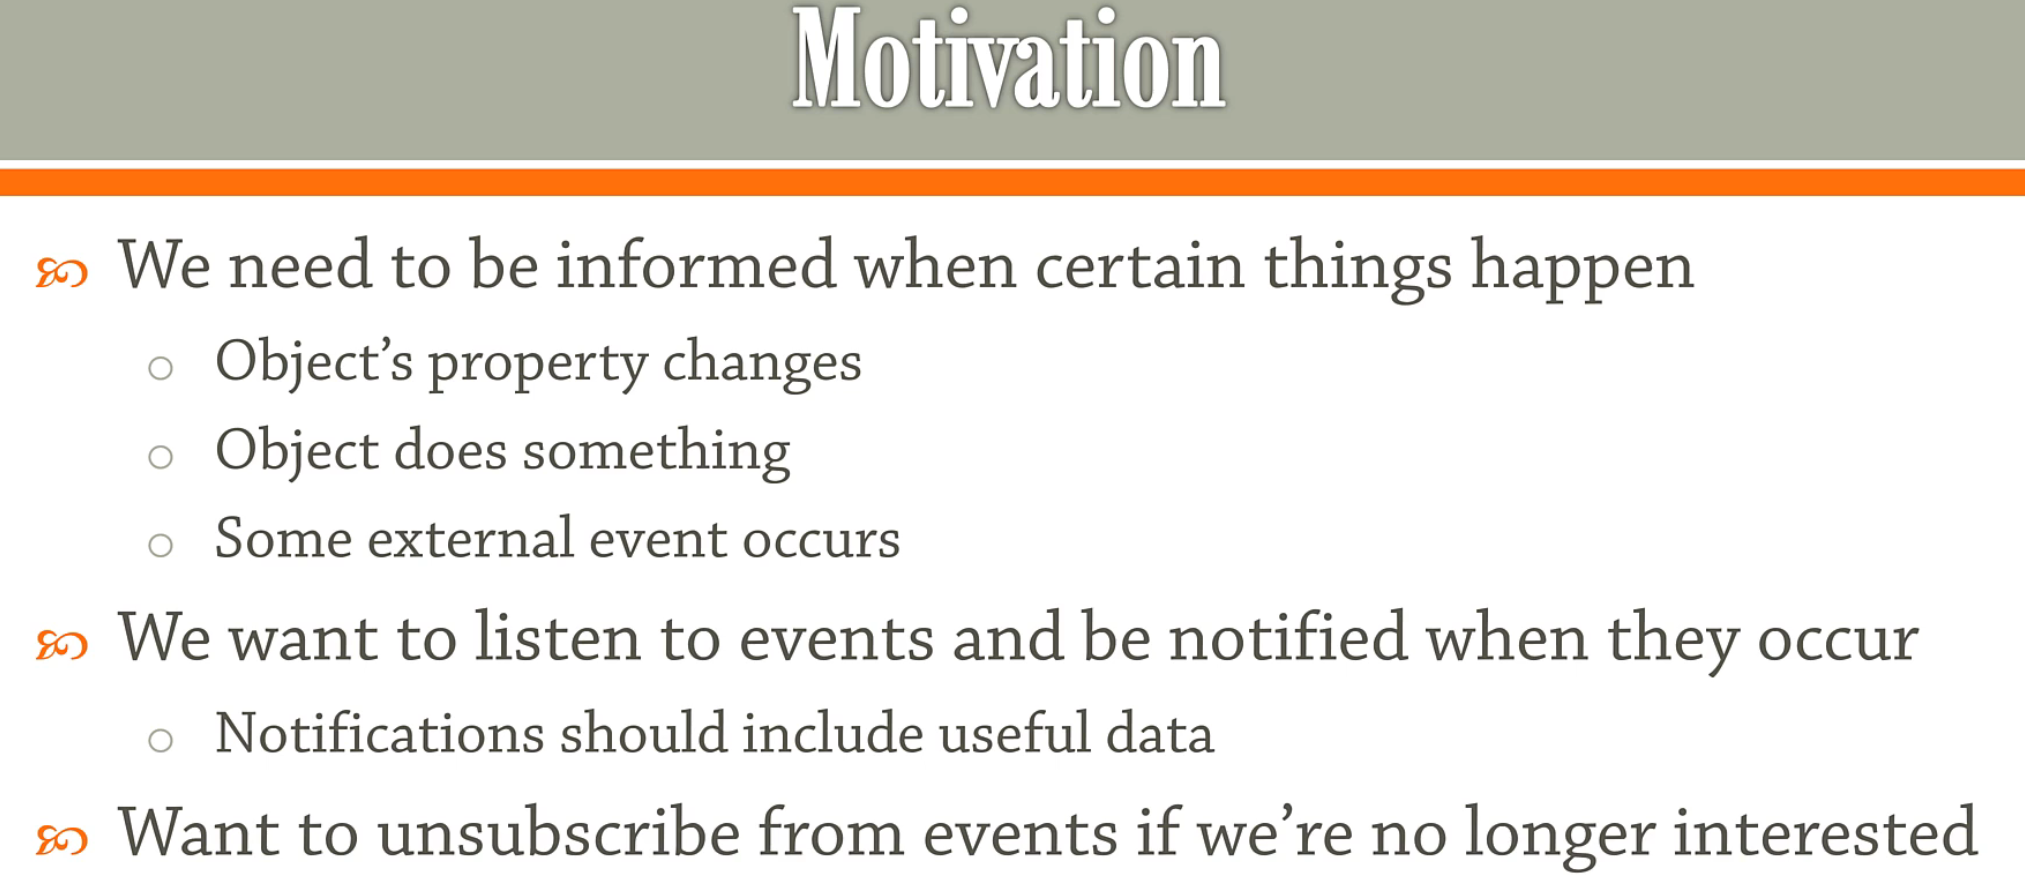 Motivation
We need to be informed when certain things happen
Object’s property changes
Object does something
Some external event occurs
We want to listen to events and be notified when they occur
Notifications should include useful data
Want to unsubscribe from events if we’re no longer interested